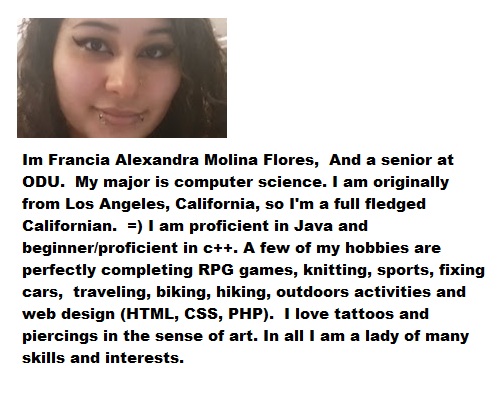 Im Francia Alexandra Molina Flores,  And a senior at
ODU.  My major is computer science. I am originally
from Los Angeles, California, so I'm a full fledged
Californian.  =) I am proficient in Java and
beginner/proficient in c++. A few of my hobbies are
perfectly completing RPG games, knitting, sports, fixing
cars,  traveling, biking, hiking, outdoors activities and
web design (HTML, CSS, PHP).  I love tattoos and
piercings in the sense of art. In all I am a lady of many
skills and interests.